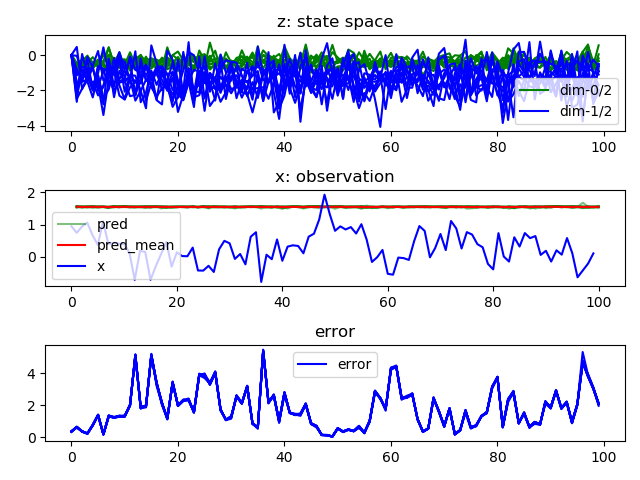 z: state space
0
−2
−4
dim-0/2
dim-1/2
0 20 40 60 80 100
x: observation
2
1
0
pred
pred_mean
x
0 20 40 60 80 100
error
4
2
0
error
0 20 40 60 80 100